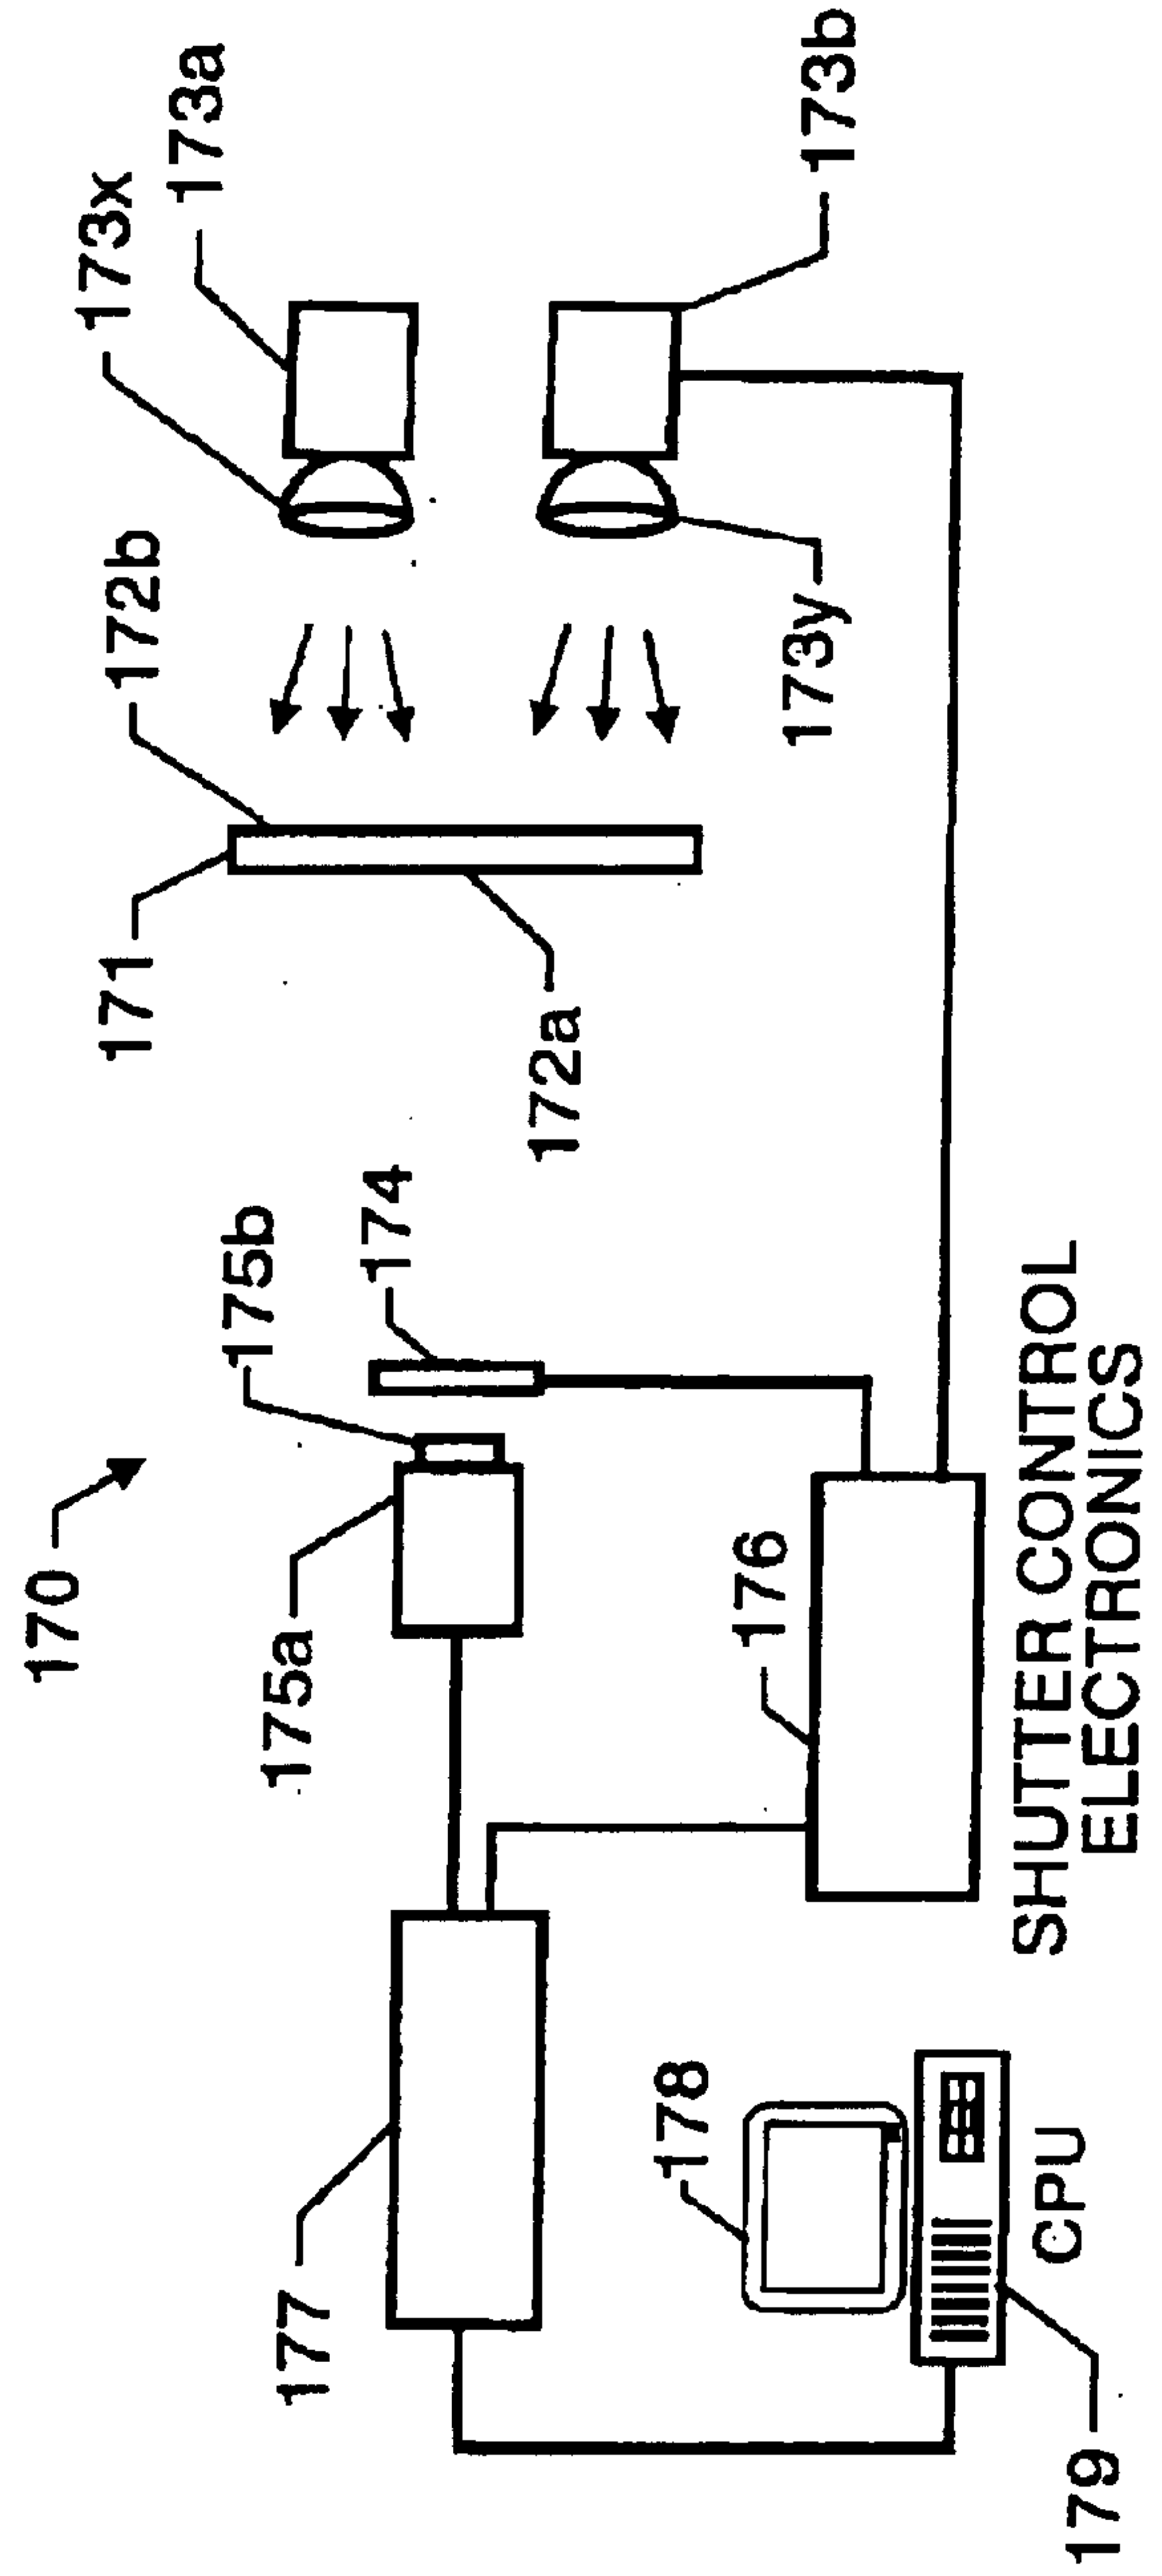 170
173x
173a
172b
171
175b
174
175a
177
172a
173y
173b
178
176
179
CPU
SHUTTER CONTROL
ELECTRONICS